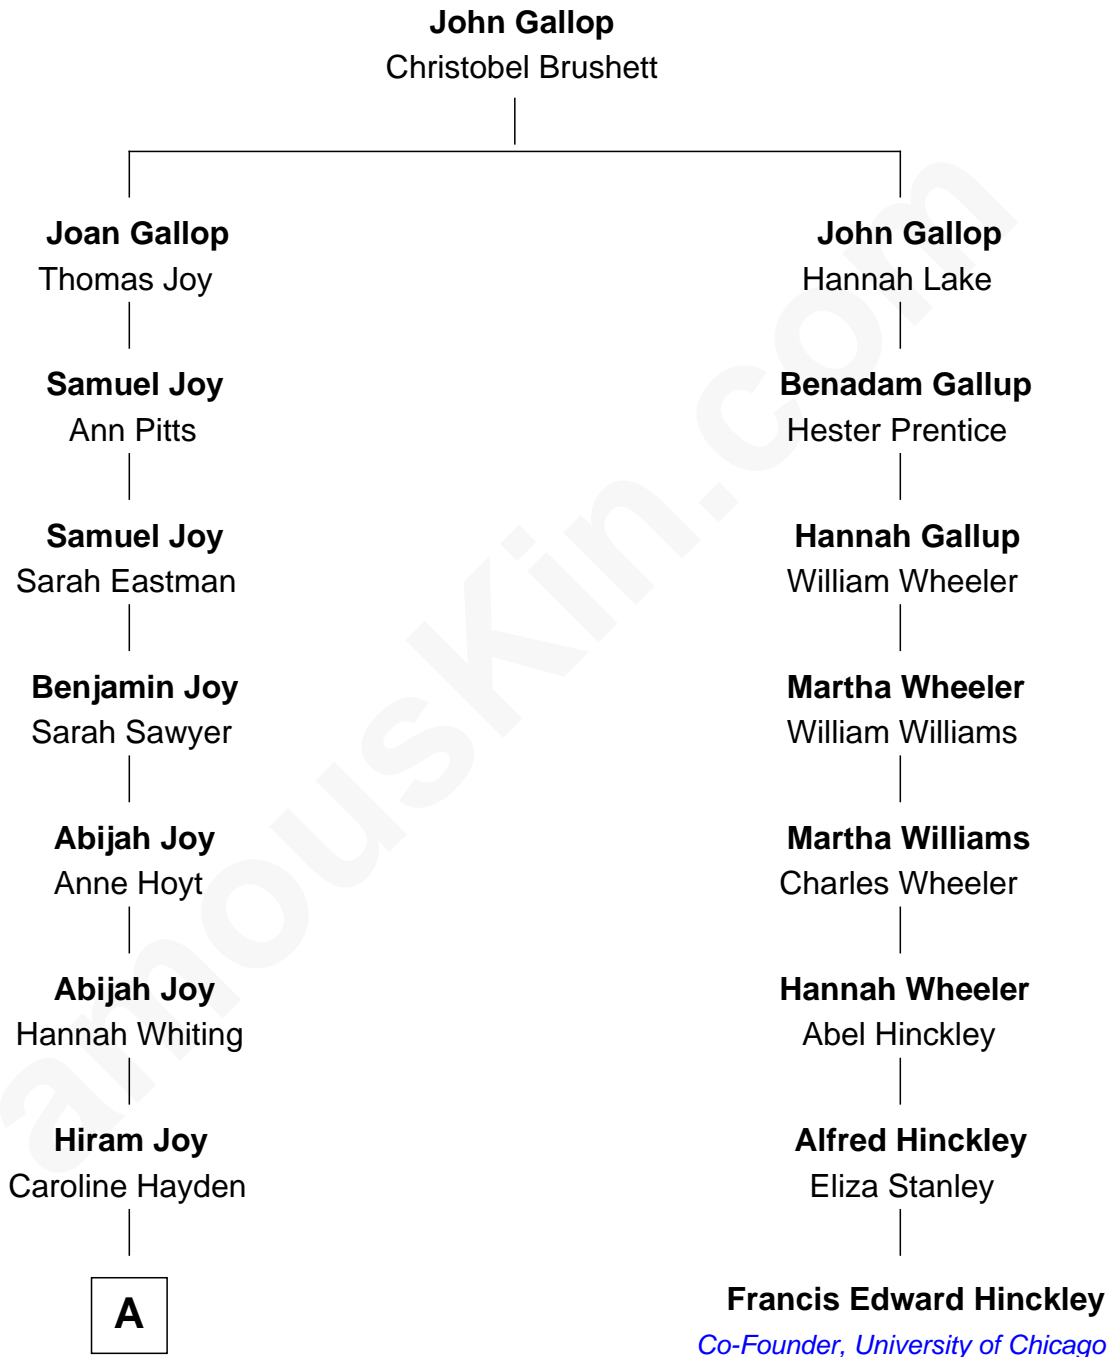 John Gallop
Christobel Brushett
Joan Gallop
Thomas Joy
Samuel Joy
Ann Pitts
Samuel Joy
Sarah Eastman
Benjamin Joy
Sarah Sawyer
Abijah Joy
Anne Hoyt
Abijah Joy
Hannah Whiting
Hiram Joy
Caroline Hayden
A
John Gallop
Hannah Lake
Benadam Gallup
Hester Prentice
Hannah Gallup
William Wheeler
Martha Wheeler
William Williams
Martha Williams
Charles Wheeler
Hannah Wheeler
Abel Hinckley
Alfred Hinckley
Eliza Stanley
Francis Edward Hinckley
Co-Founder, University of Chicago
amousKin.com